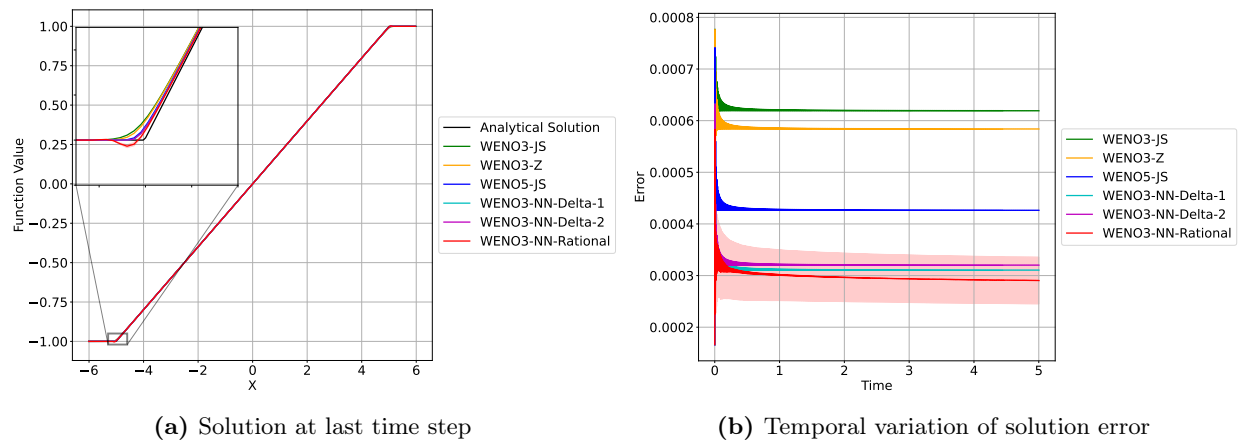 1.00
0.75
0.50
0.25
0.00
−0.25
−0.50
−0.75
−1.00
Function Value
−6
−4
−2
0
2
4
6
X
Analytical Solution
WENO3-JS
WENO3-Z
WENO5-JS
WENO3-NN-Delta-1
WENO3-NN-Delta-2
WENO3-NN-Rational
(a) Solution at last time step
0.0008
0.0007
0.0006
0.0005
0.0004
0.0003
0.0002
Error
0
1
2
3
4
5
Time
WENO3-JS
WENO3-Z
WENO5-JS
WENO3-NN-Delta-1
WENO3-NN-Delta-2
WENO3-NN-Rational
(b) Temporal variation of solution error